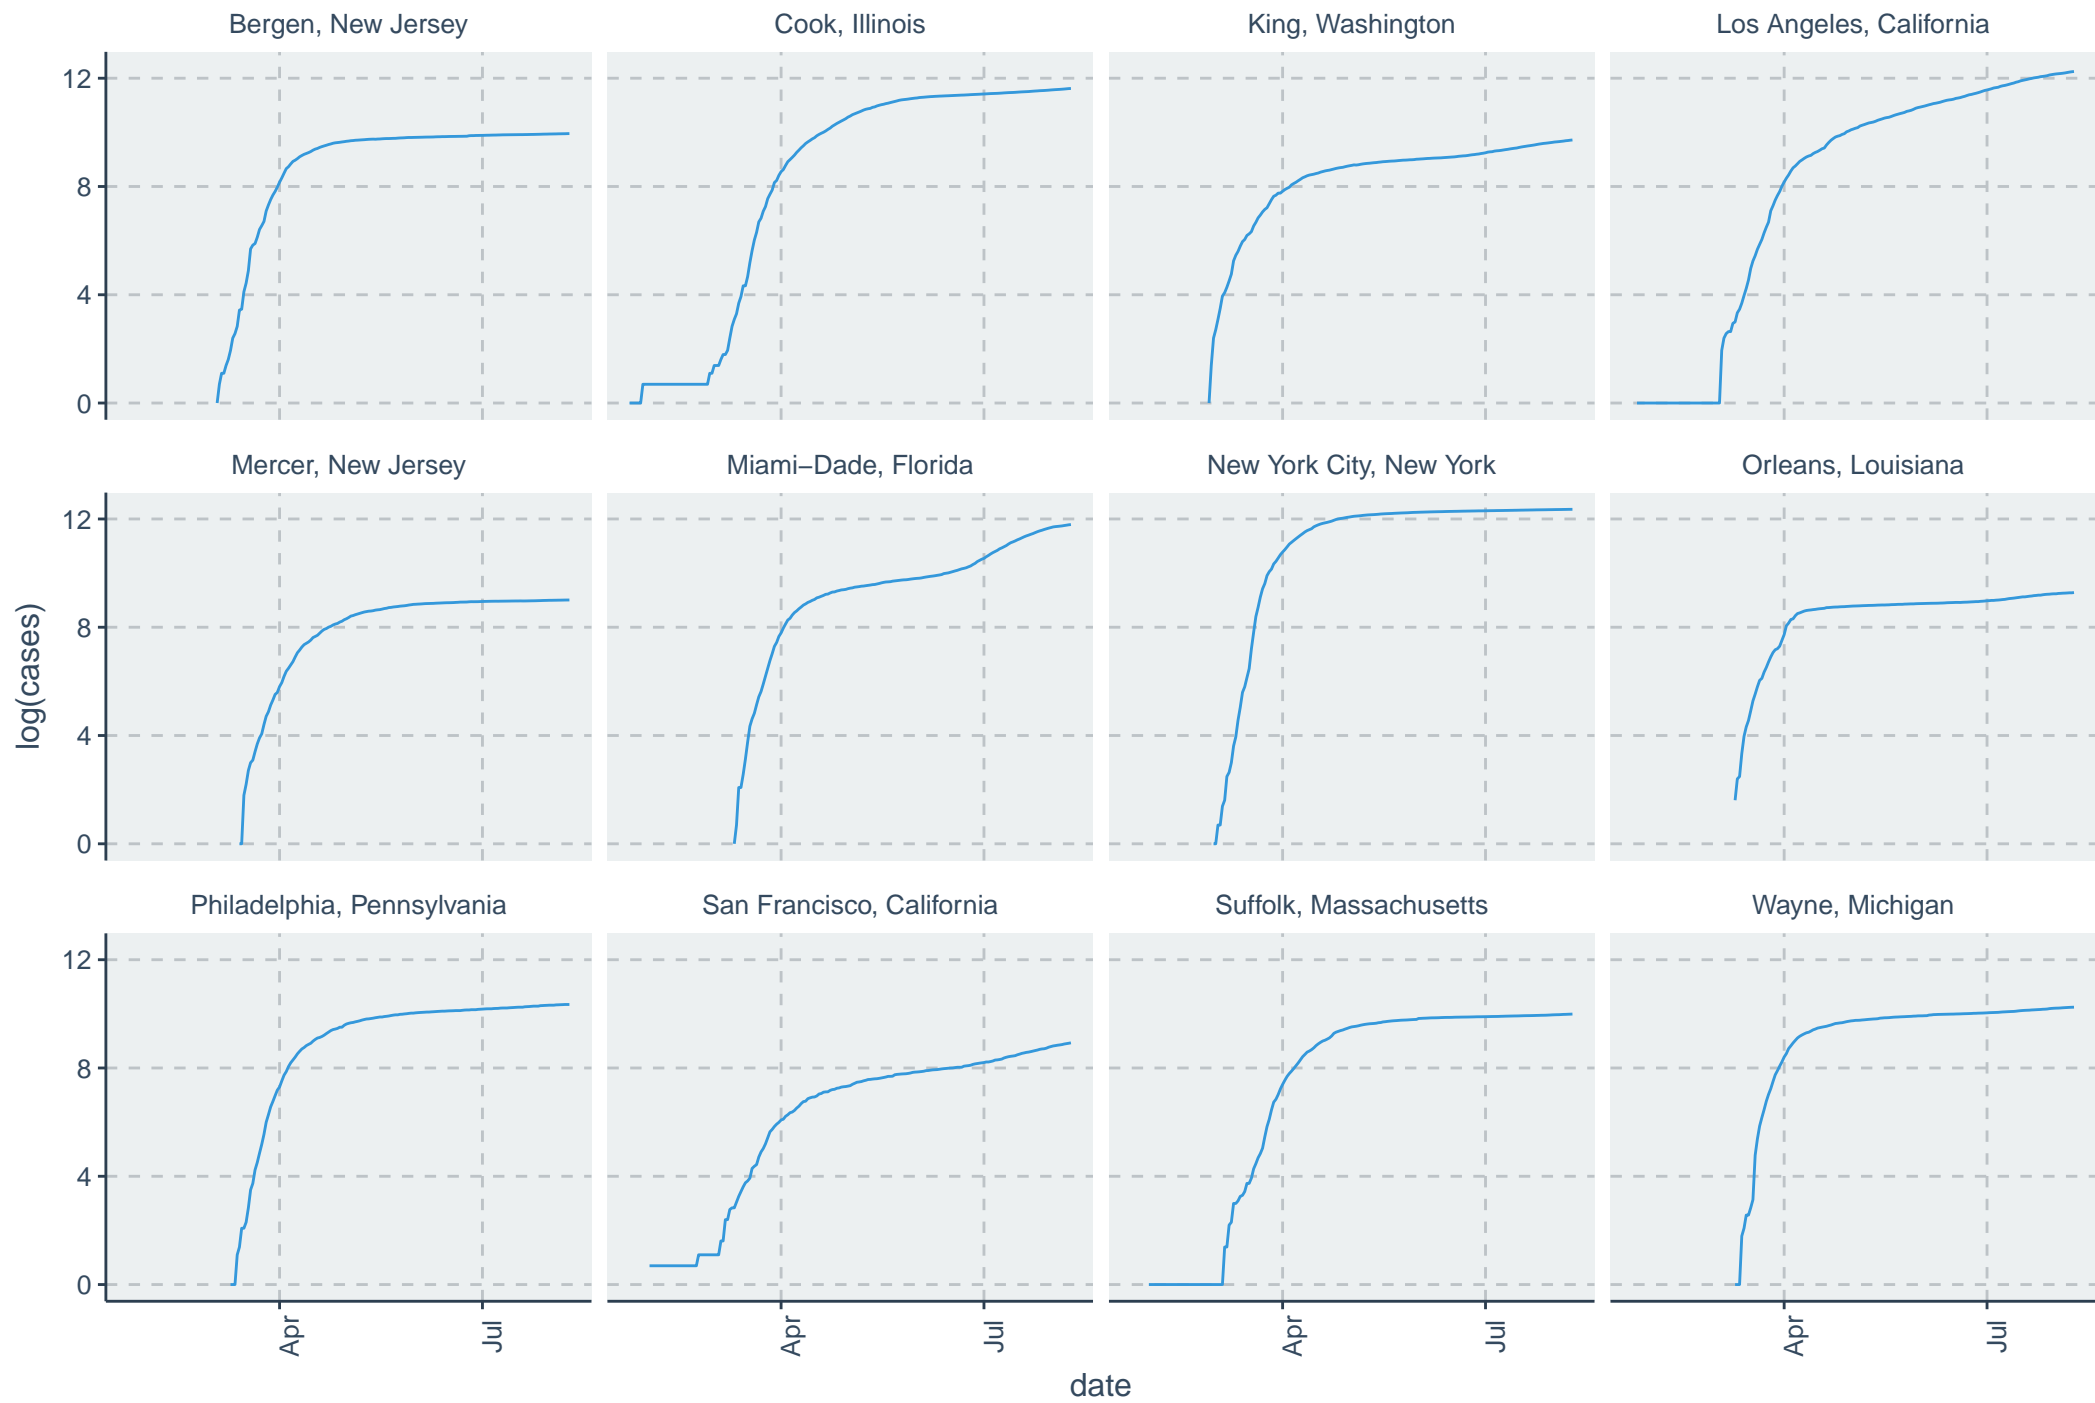 Bergen, New Jersey
Cook, Illinois
King, Washington
Los Angeles, California
12
8
4
0
Mercer, New Jersey
Miami−Dade, Florida
New York City, New York
Orleans, Louisiana
12
8
4
0
log(cases)
Philadelphia, Pennsylvania
San Francisco, California
Suffolk, Massachusetts
Wayne, Michigan
12
8
4
0
Apr
Jul
Apr
Jul
Apr
Jul
Apr
Jul
date